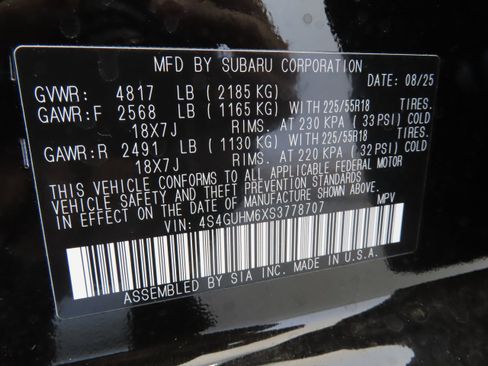 MFD BY SUBARU CORPORATION
DATE: 08/25
GVWR: 4817 LB (2185 KG)
GAWR:F 2568 LB (1165 KG) WITH 225/55R18 TIRES.
18X7J RIMS. AT 230 KPA (33 PSI) COLD
GAWR:R 2491 LB (1130 KG) WITH 225/55R18 TIRES.
18X7J RIMS. AT 220 KPA (32 PSI) COLD
THIS VEHICLE CONFORMS TO ALL APPLICABLE FEDERAL MOTOR
VEHICLE SAFETY AND THEFT PREVENTION STANDARDS
IN EFFECT ON THE DATE OF MANUFACTURE SHOWN ABOVE.
VIN: 4S4GUHM6XS3778707 MPV
ASSEMBLED BY SIA INC. MADE IN U.S.A.